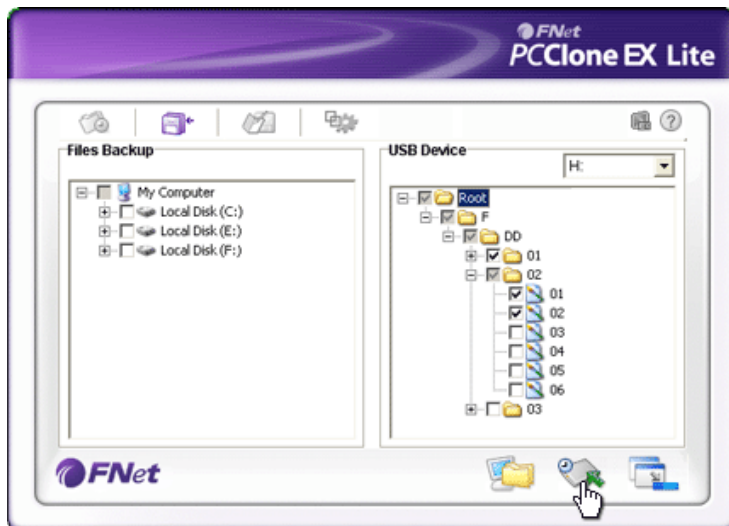 FNet
PCClone EX Lite
Files Backup
My Computer
Local Disk (C:)
Local Disk (E:)
Local Disk (F:)
USB Device
H:
Root
F
DD
01
02
01
02
03
04
05
06
03
FNet